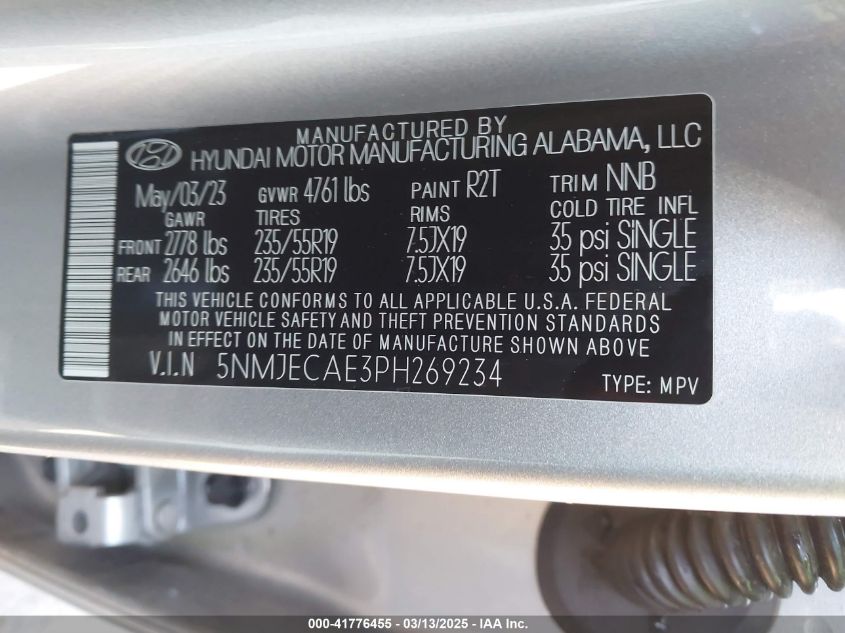 MANUFACTURED BY
HYUNDAI MOTOR MANUFACTURING ALABAMA, LLC
May/03/23 GVWR 4761 lbs PAINT R2T TRIM NNB
GAWR TIRES RIMS COLD TIRE INFL
FRONT 2778 lbs 235/55R19 7.5JX19 35 psi SiNGLE
REAR 2646 lbs 235/55R19 7.5JX19 35 psi SiNGLE
THIS VEHICLE CONFORMS TO ALL APPLICABLE U.S.A. FEDERAL
MOTOR VEHICLE SAFETY AND THEFT PREVENTION STANDARDS
IN EFFECT ON THE DATE OF MANUFACTURE SHOWN ABOVE
V.I.N 5NMJECAE3PH269234 TYPE: MPV
000-41776455 - 03/13/2025 - IAA Inc.